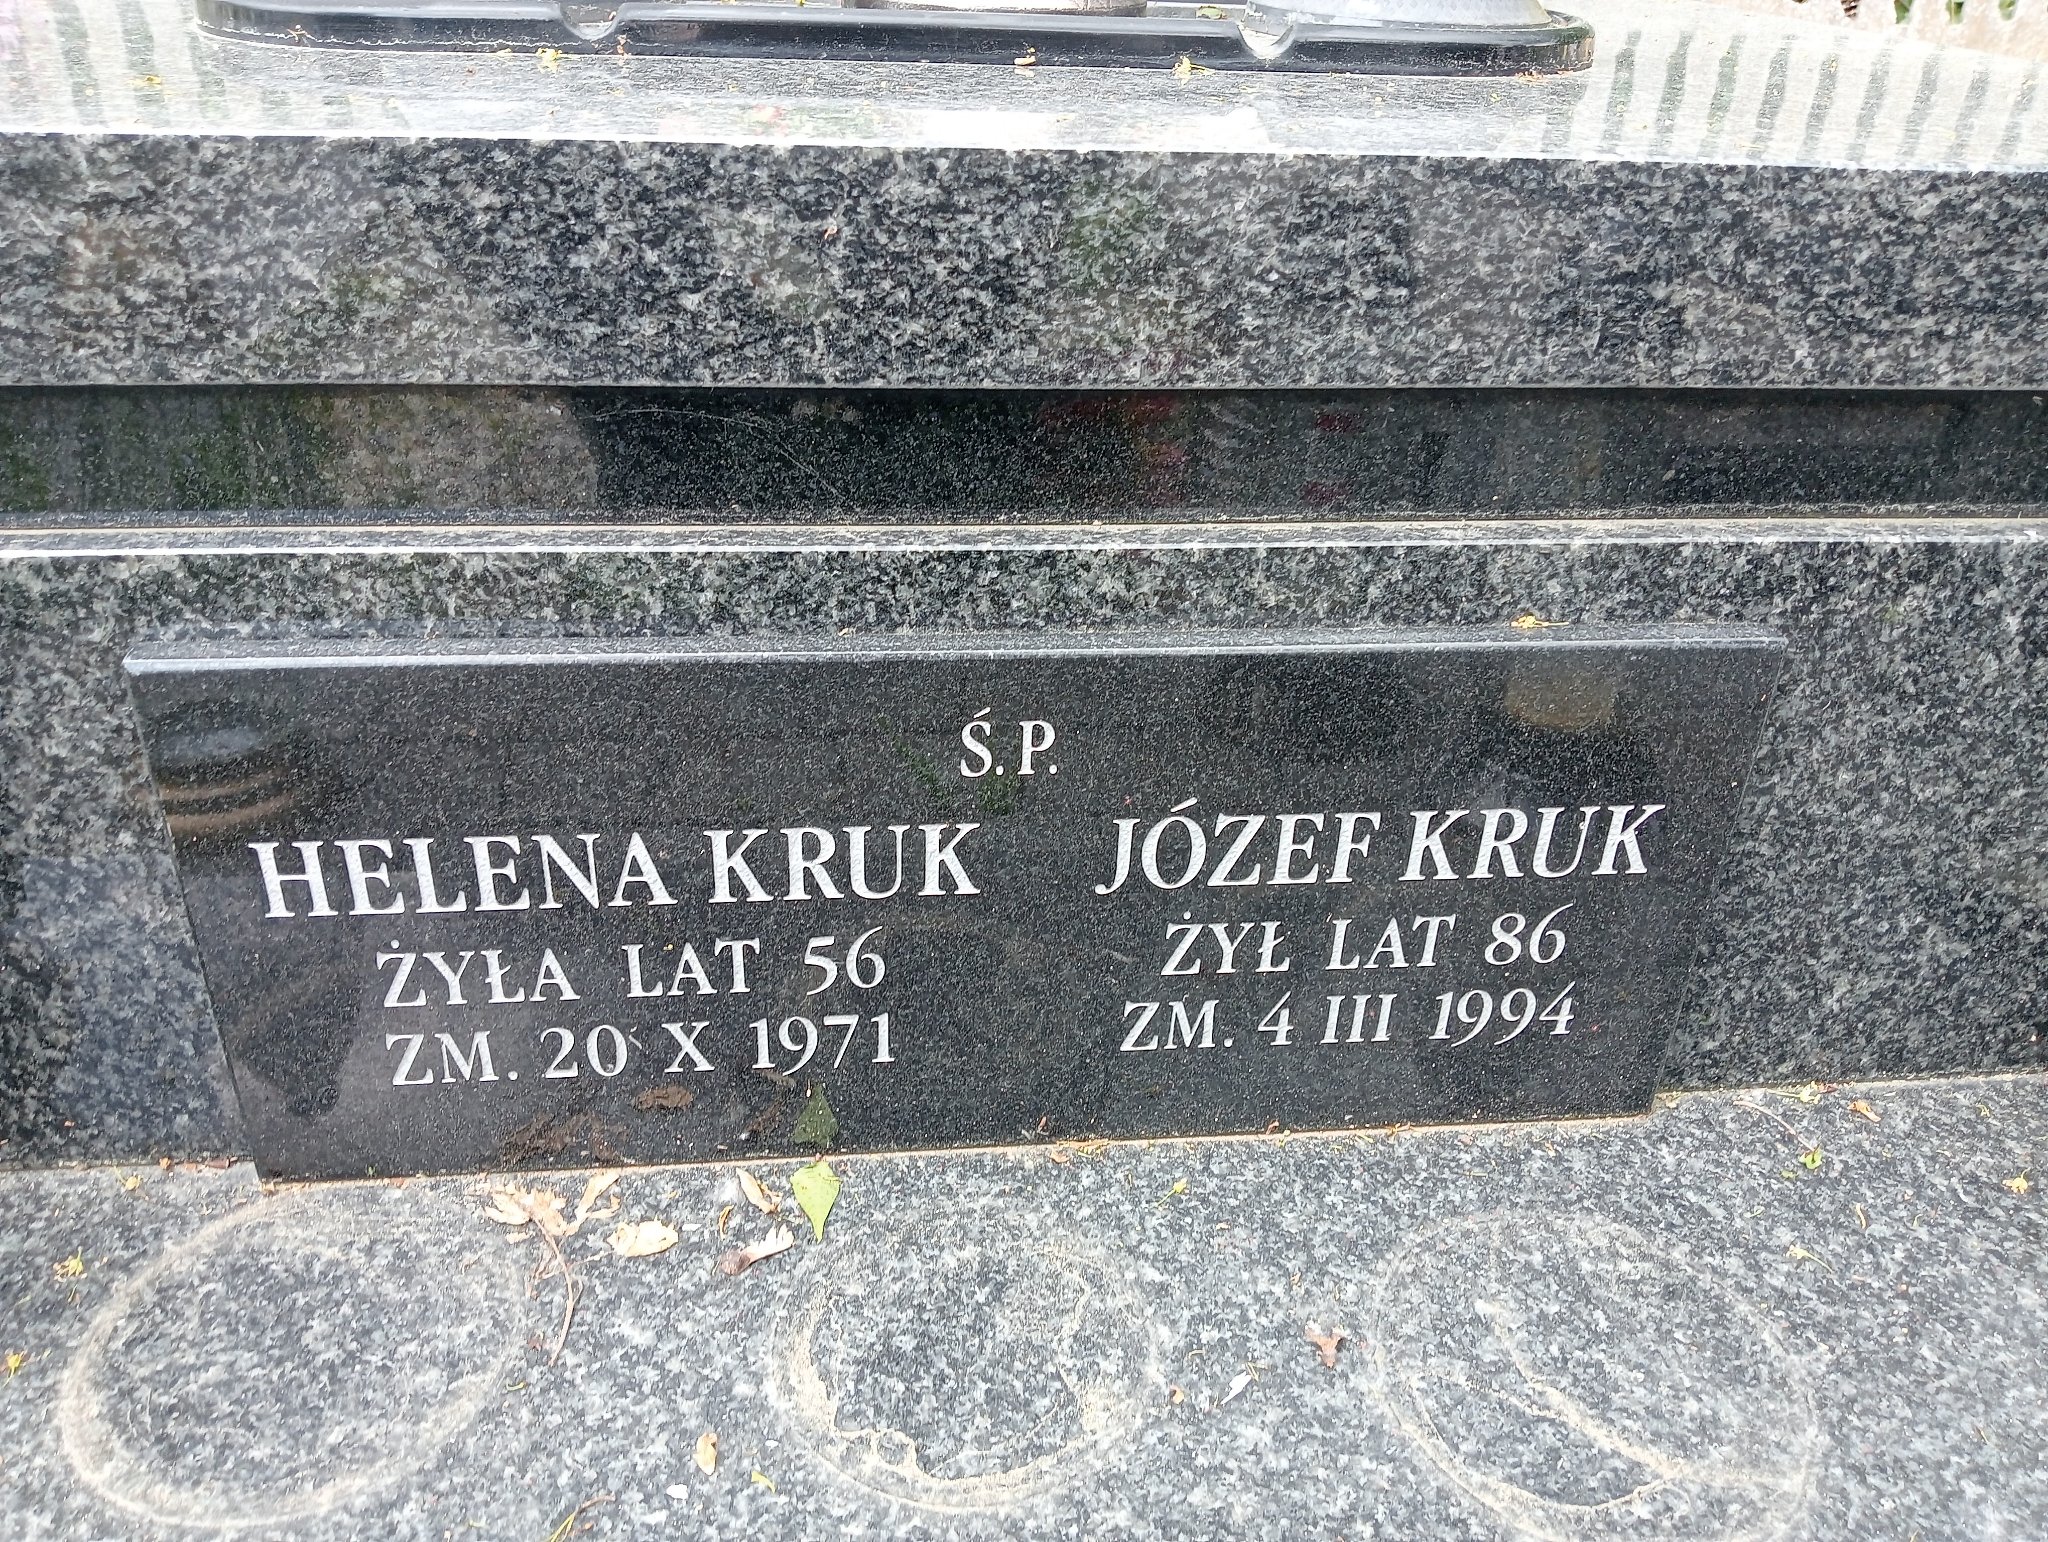 Ś.P.
HELENA KRUK
ŻYŁA LAT 56
ZM. 20 X 1971
JÓZEF KRUK
ŻYŁ LAT 86
ZM. 4 III 1994